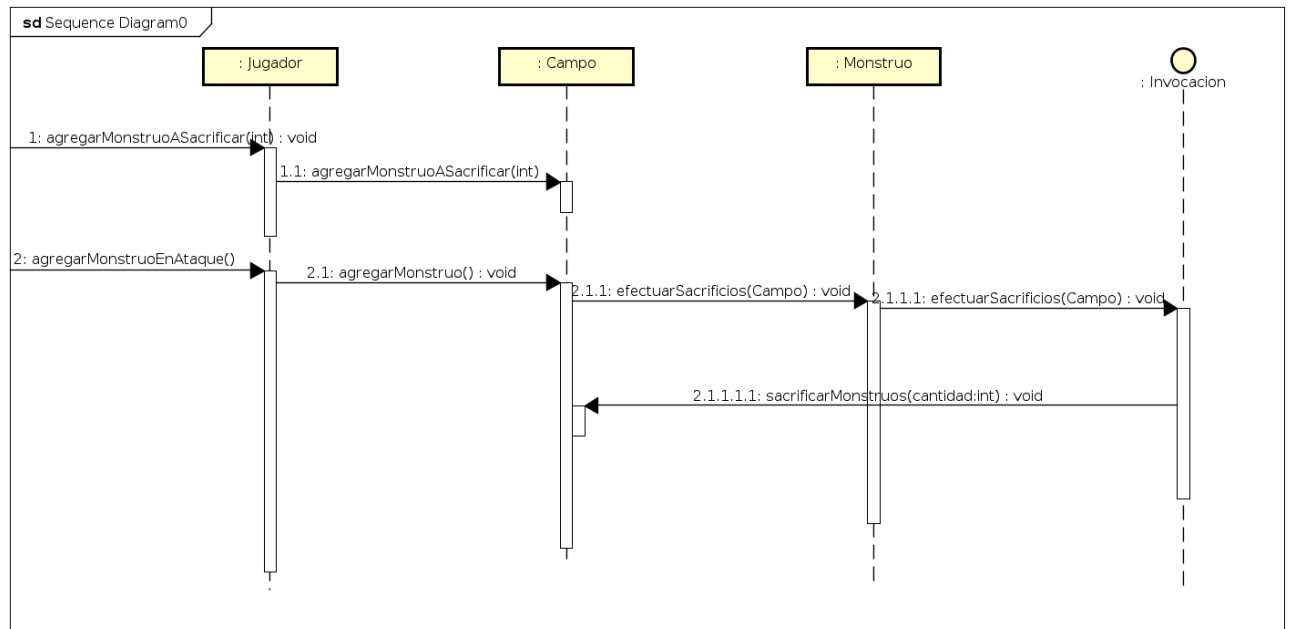 sd Sequence Diagram0
: Jugador
: Campo
: Monstruo
: Invocacion
1: agregarMonstruoASacrificar(int) : void
1.1: agregarMonstruoASacrificar(int)
2: agregarMonstruoEnAtaque()
2.1: agregarMonstruo() : void
2.1.1: efectuarSacrificios(Campo) : void
2.1.1.1: efectuarSacrificios(Campo) : void
2.1.1.1.1: sacrificarMonstruos(cantidad:int) : void